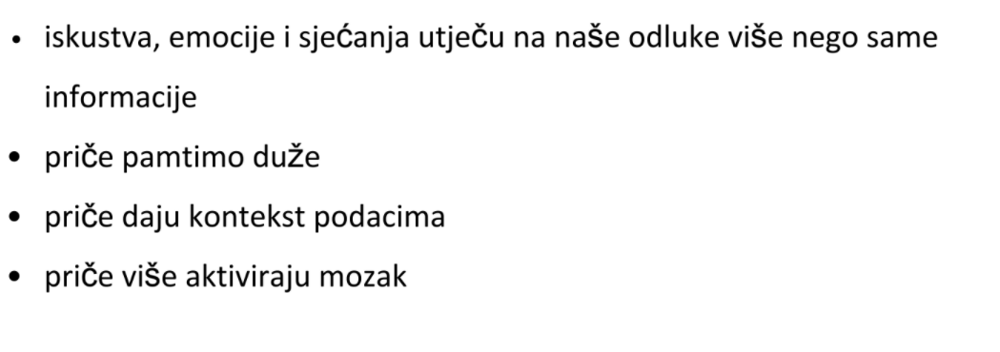 • iskustva, emocije i sjećanja utječu na naše odluke više nego same
informacije
• priče pamtimo duže
• priče daju kontekst podacima
• priče više aktiviraju mozak